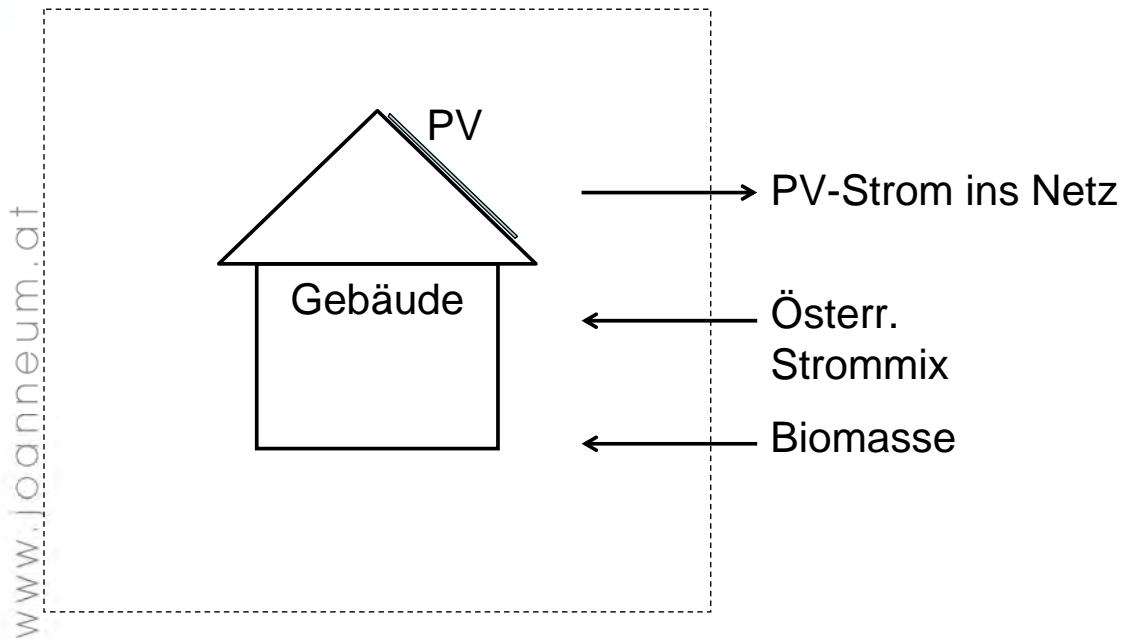 PV
PV-Strom ins Netz
Gebäude
Österr.
Strommix
Biomasse
www.joanneum.at